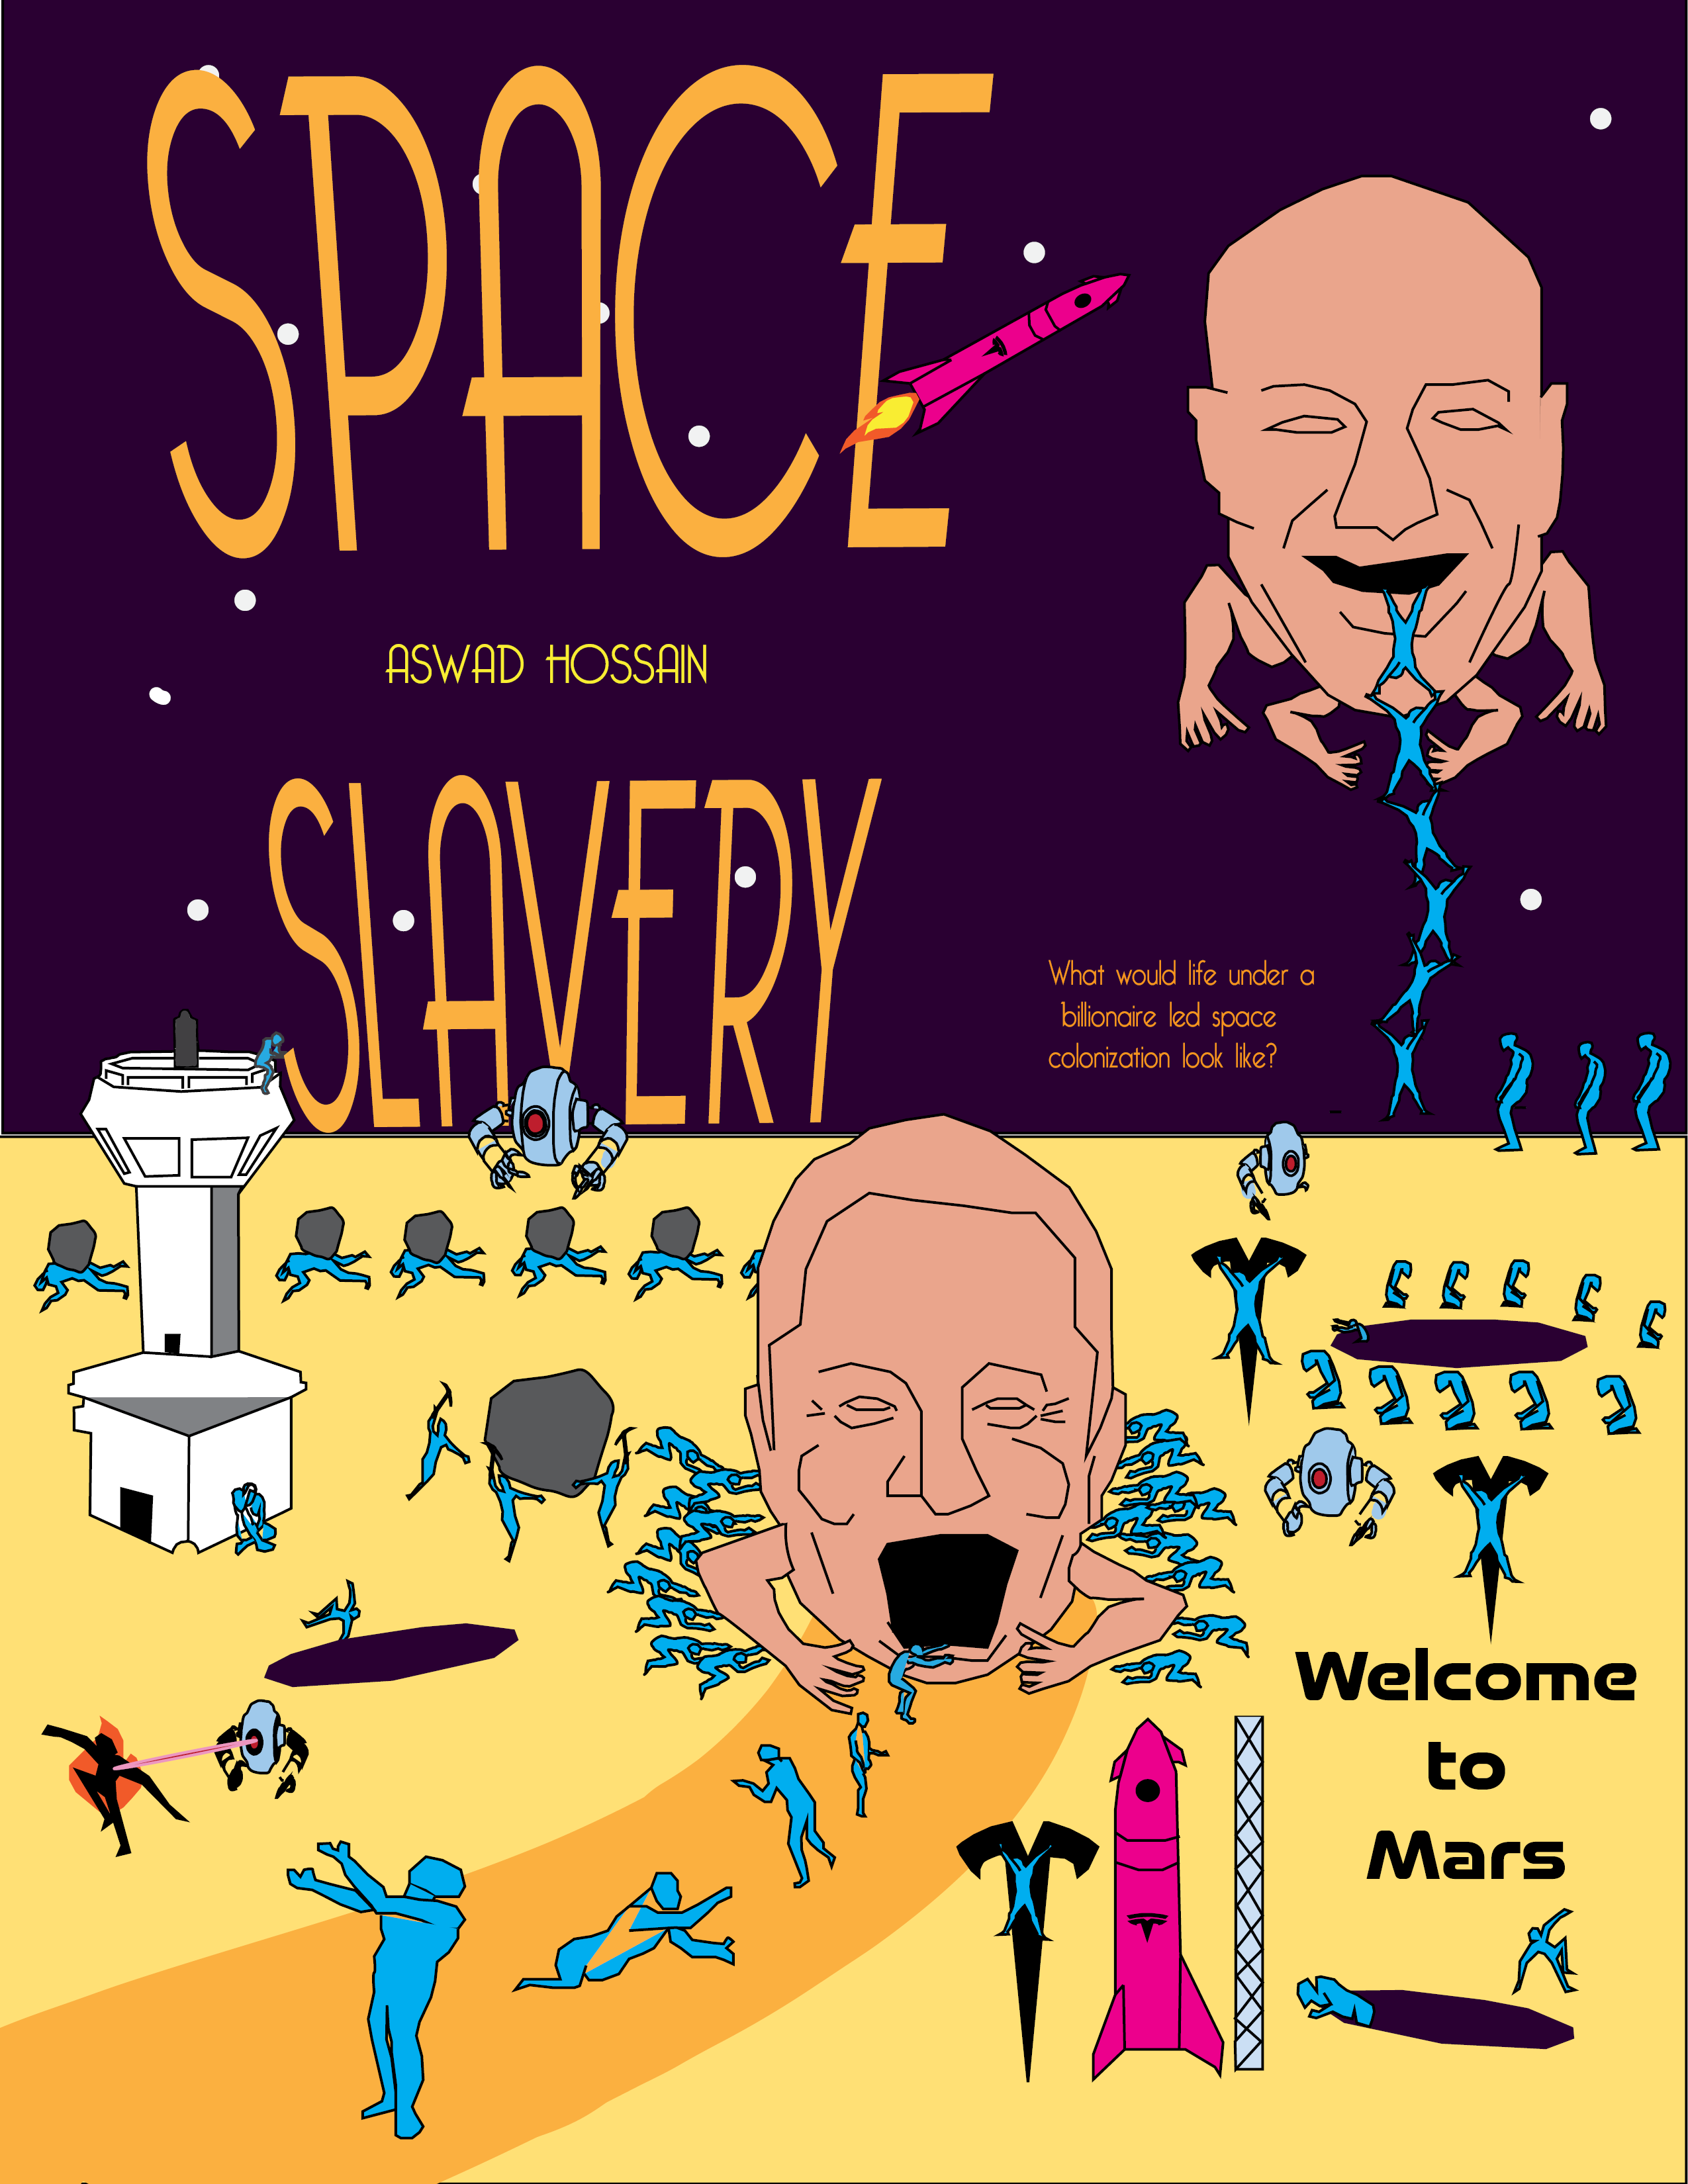 SPACE
ASWAD HOSSAIN
SLAVERY
What would life under a
billionaire led space
colonization look like?
Welcome
to
Mars